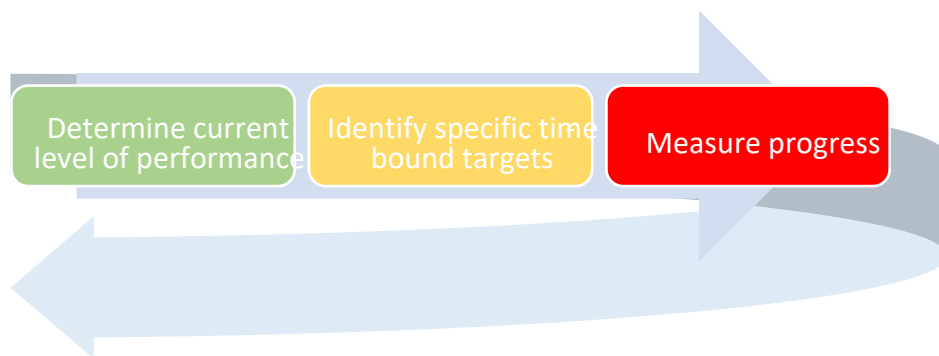 Determine current
level of performance
Identify specific time
bound targets
Measure progress